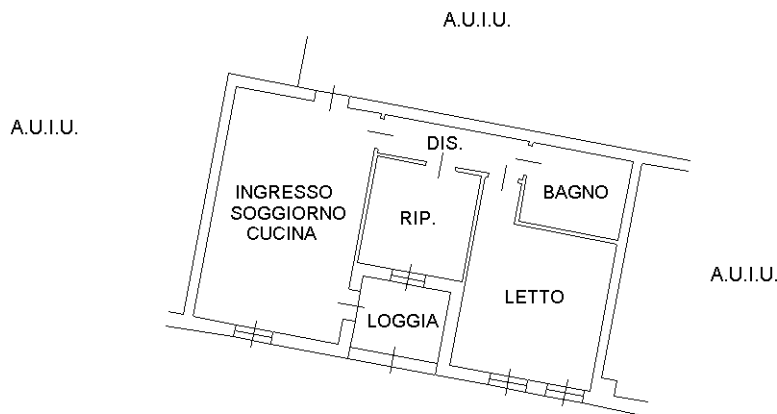 A.U.I.U.
A.U.I.U.
DIS.
INGRESSO
SOGGIORNO
CUCINA
BAGNO
RIP.
A.U.I.U.
LETTO
LOGGIA